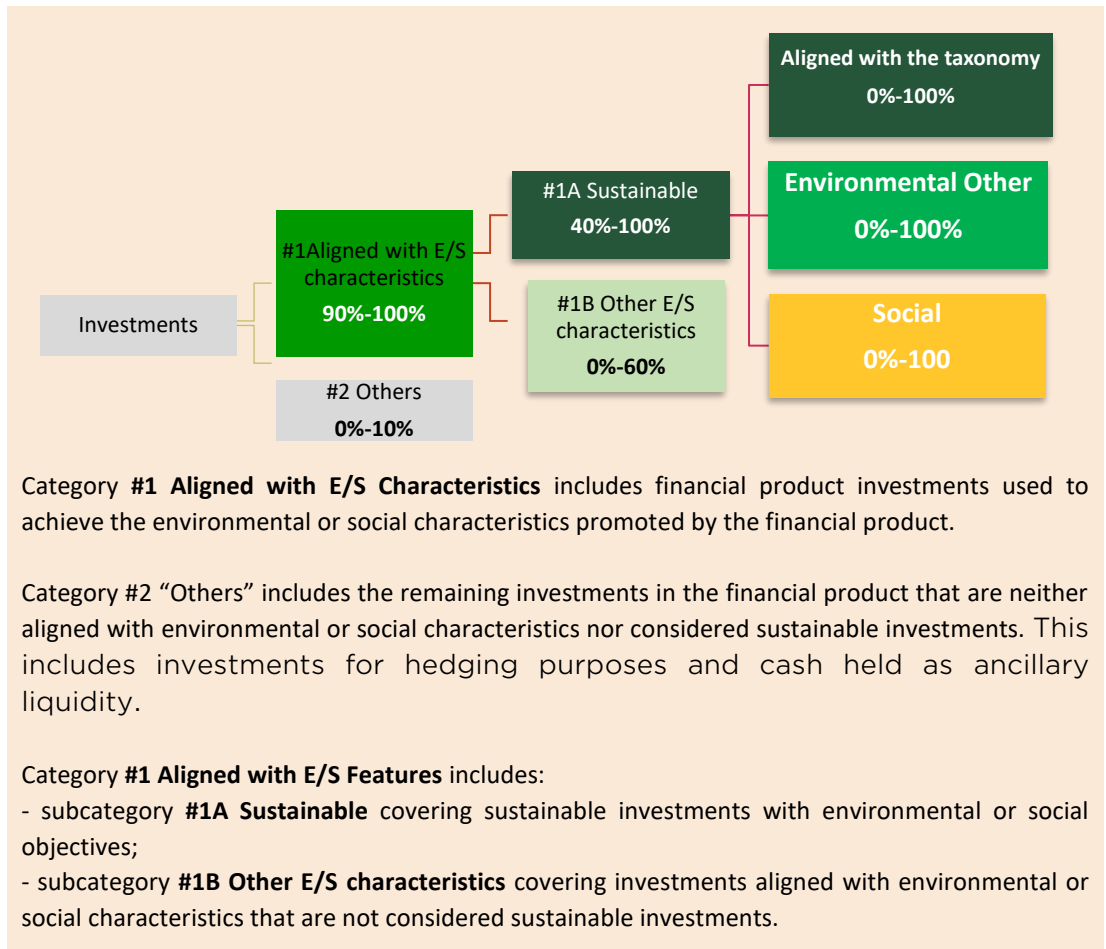 Aligned with the taxonomy
0%-100%
#1A Sustainable
40%-100%
Environmental Other
0%-100%
#1Aligned with E/S
characteristics
90%-100%
Investments
#1B Other E/S
characteristics
0%-60%
Social
0%-100
#2 Others
0%-10%
Category #1 Aligned with E/S Characteristics includes financial product investments used to
achieve the environmental or social characteristics promoted by the financial product.
Category #2 “Others” includes the remaining investments in the financial product that are neither
aligned with environmental or social characteristics nor considered sustainable investments. This
includes investments for hedging purposes and cash held as ancillary
liquidity.
Category #1 Aligned with E/S Features includes:
- subcategory #1A Sustainable covering sustainable investments with environmental or social
objectives;
- subcategory #1B Other E/S characteristics covering investments aligned with environmental or
social characteristics that are not considered sustainable investments.